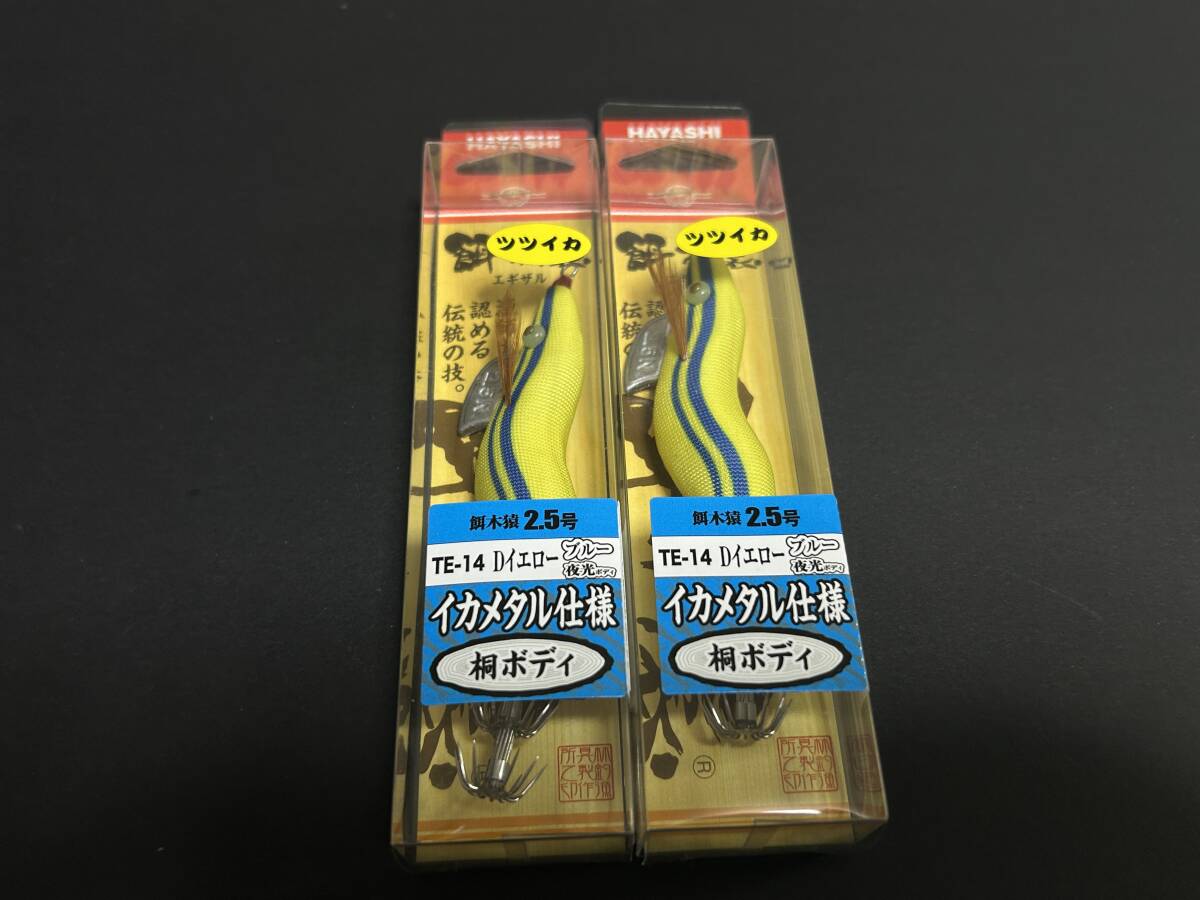 HAYASHI
ツツイカ
エギザル
認める
伝統の技。
餌木猿 2.5号
TE-14 Dイエロー ブルー
夜光ボディ
イカメタル仕様
桐ボディ
HAYASHI
ツツイカ
餌木猿 2.5号
TE-14 Dイエロー ブルー
夜光ボディ
イカメタル仕様
桐ボディ
®